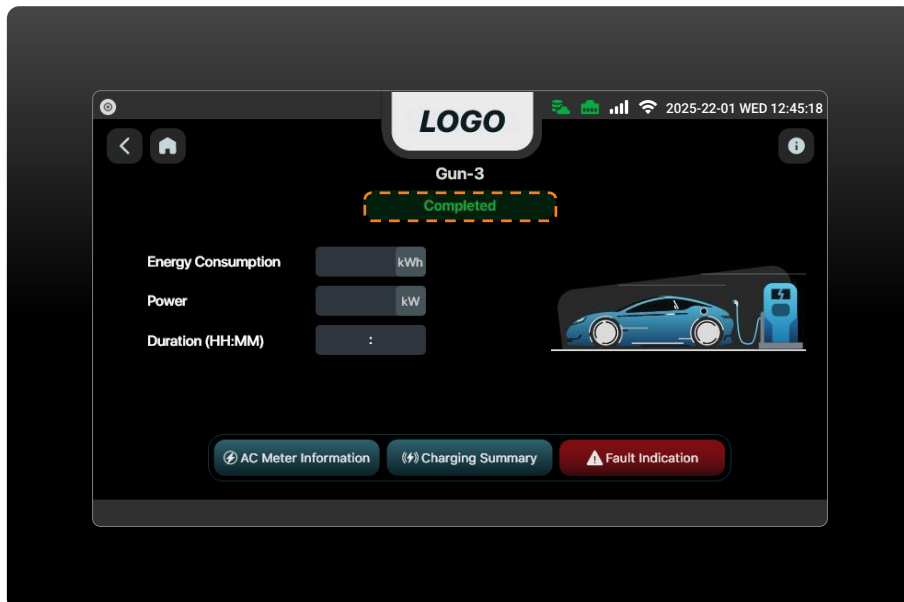 LOGO
2025-22-01 WED 12:45:18
Gun-3
Completed
Energy Consumption kWh
Power kW
Duration (HH:MM) :
AC Meter Information Charging Summary Fault Indication